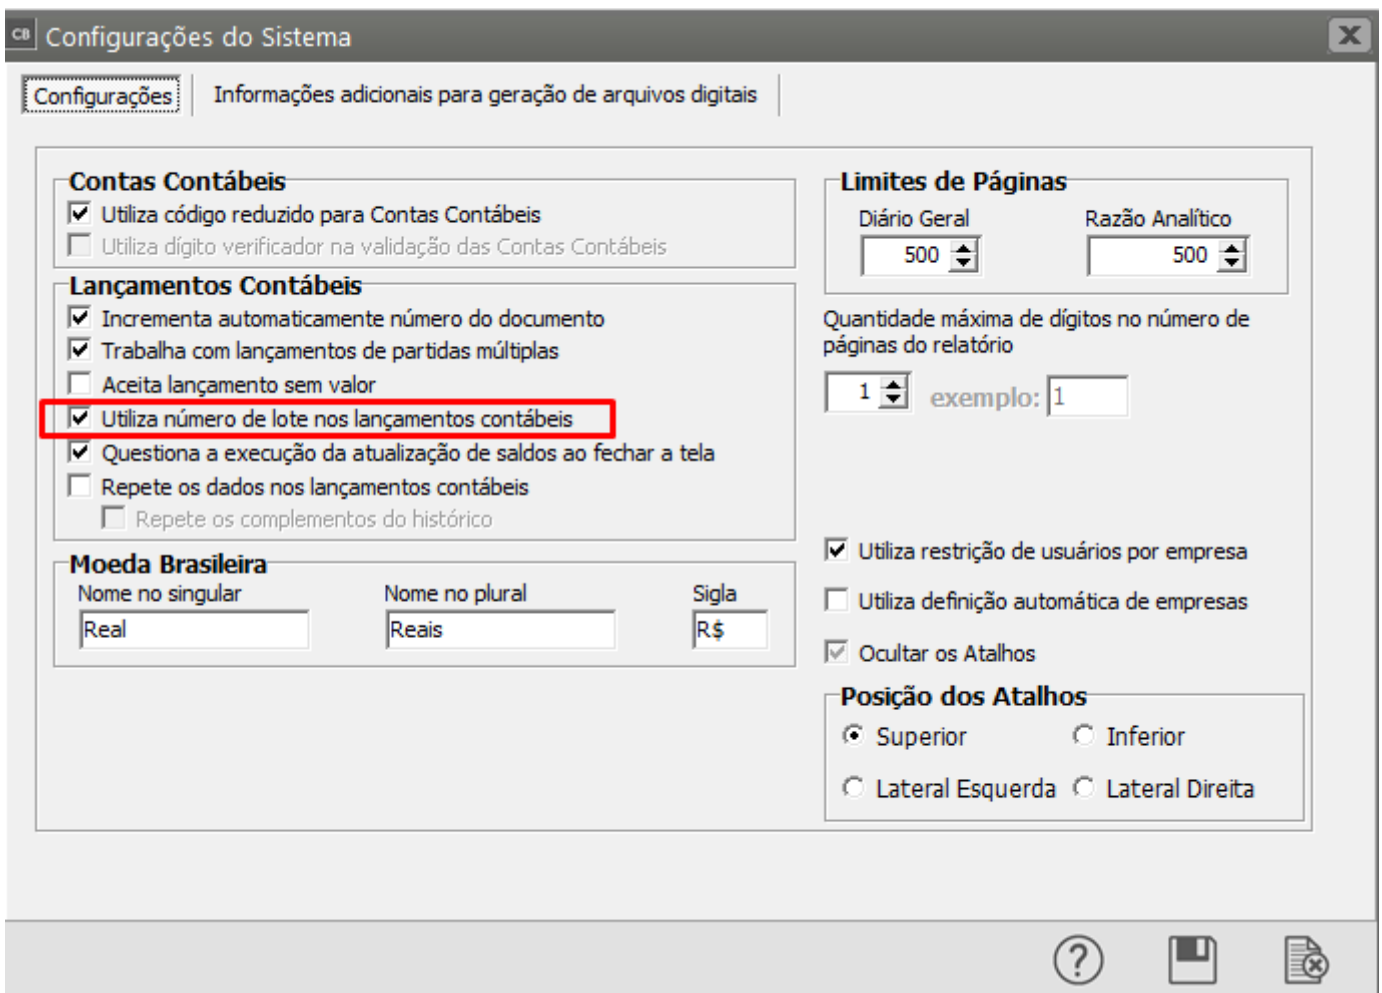 CB Configurações do Sistema
Configurações Informações adicionais para geração de arquivos digitais
Contas Contábeis
Utiliza código reduzido para Contas Contábeis
Utiliza dígito verificador na validação das Contas Contábeis
Lançamentos Contábeis
Incrementa automaticamente número do documento
Trabalha com lançamentos de partidas múltiplas
Aceita lançamento sem valor
Utiliza número de lote nos lançamentos contábeis
Questiona a execução da atualização de saldos ao fechar a tela
Repete os dados nos lançamentos contábeis
Repete os complementos do histórico
Moeda Brasileira
Nome no singular Nome no plural Sigla
Real Reais R$
Limites de Páginas
Diário Geral Razão Analítico
500 500
Quantidade máxima de dígitos no número de
páginas do relatório
1 exemplo: 1
Utiliza restrição de usuários por empresa
Utiliza definição automática de empresas
Ocultar os Atalhos
Posição dos Atalhos
Superior Inferior
Lateral Esquerda Lateral Direita
?